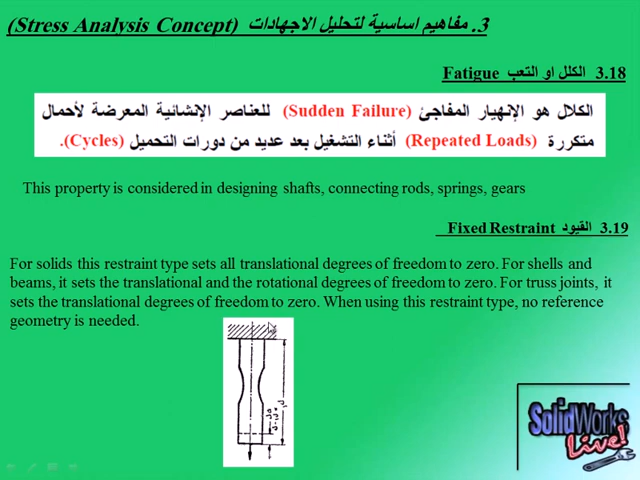 3. مفاهيم اساسية لتحليل الاجهادات (Stress Analysis Concept)
3.18 الكلل او التعب Fatigue
الكلال هو الإنهيار المفاجئ (Sudden Failure) للعناصر الإنشائية المعرضة لأحمال
متكررة (Repeated Loads) أثناء التشغيل بعد عديد من دورات التحميل (Cycles).
This property is considered in designing shafts, connecting rods, springs, gears
3.19 القيود Fixed Restraint
For solids this restraint type sets all translational degrees of freedom to zero. For shells and
beams, it sets the translational and the rotational degrees of freedom to zero. For truss joints, it
sets the translational degrees of freedom to zero. When using this restraint type, no reference
geometry is needed.
SolidWorks
Live!